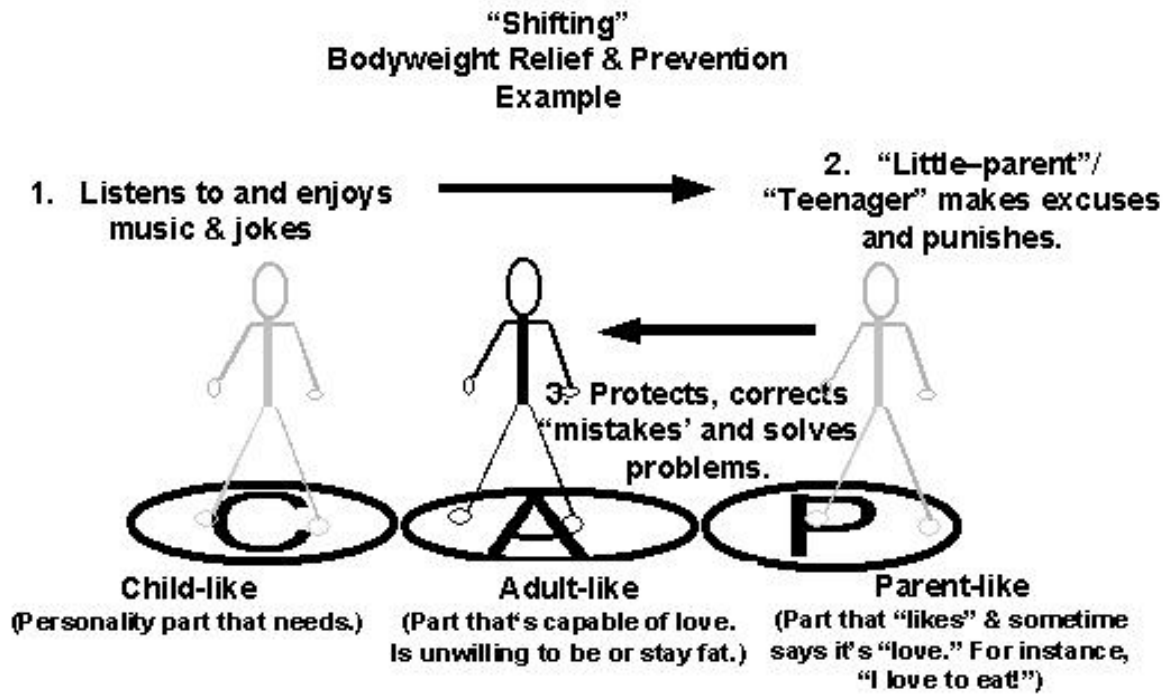 “Shifting”
Bodyweight Relief & Prevention
Example
1. Listens to and enjoys
music & jokes
2. “Little–parent”/
“Teenager” makes excuses
and punishes.
3. Protects, corrects
“mistakes’ and solves
problems.
C
A
P
Child-like
(Personality part that needs.)
Adult-like
(Part that‘s capable of love.
Is unwilling to be or stay fat.)
Parent-like
(Part that “likes” & sometime
says it’s “love.” For instance,
“I love to eat!”)